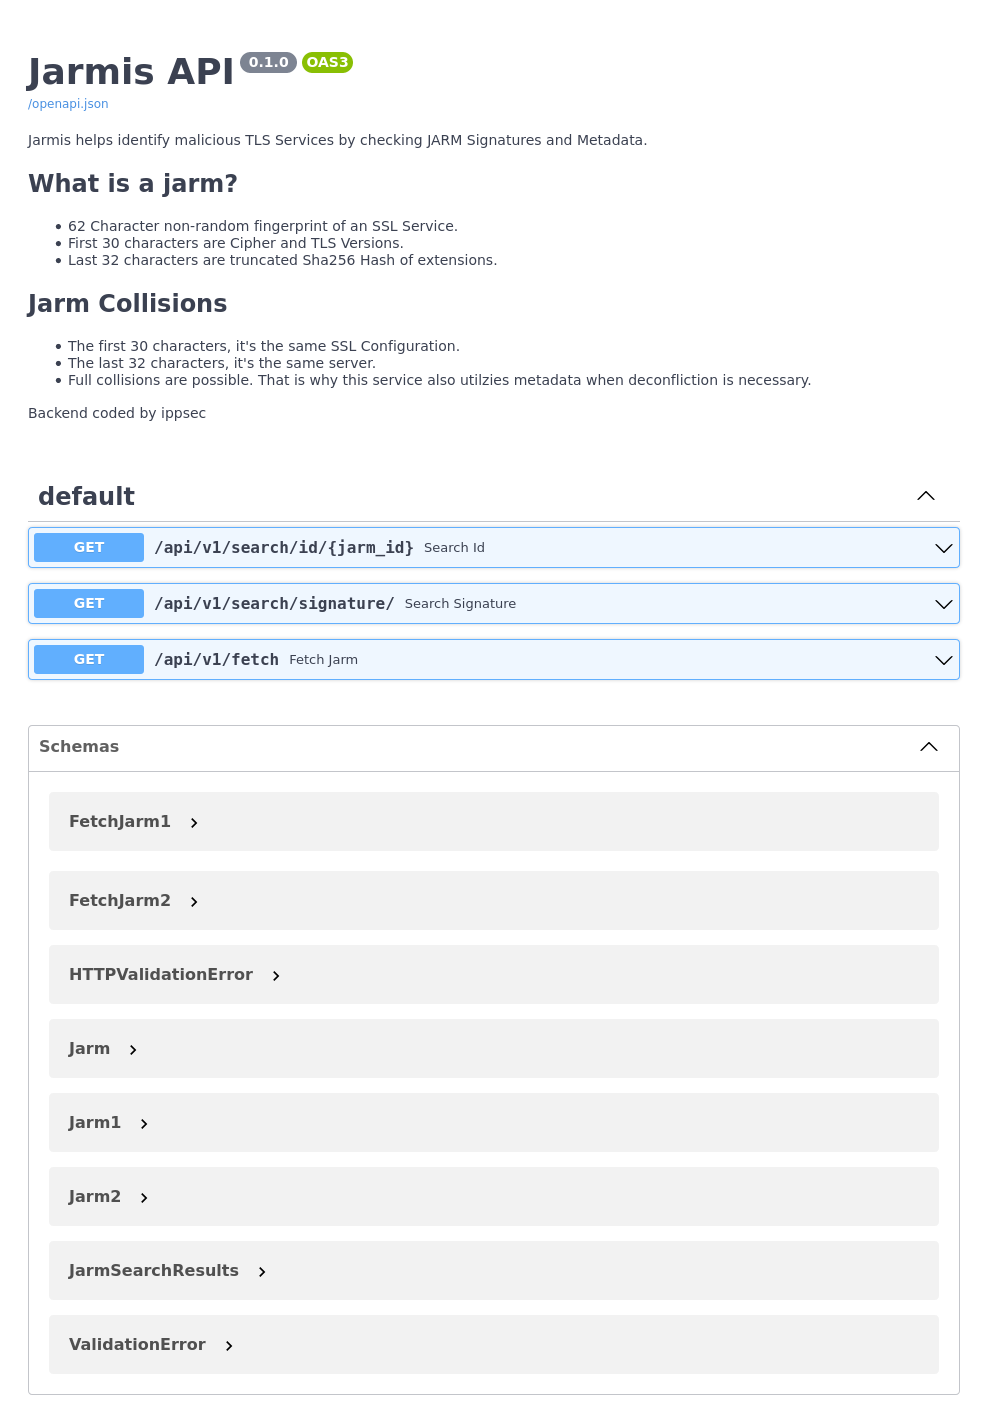 Jarmis API 0.1.0 OAS3
/openapi.json
Jarmis helps identify malicious TLS Services by checking JARM Signatures and Metadata.
What is a jarm?
• 62 Character non-random fingerprint of an SSL Service.
• First 30 characters are Cipher and TLS Versions.
• Last 32 characters are truncated Sha256 Hash of extensions.
Jarm Collisions
• The first 30 characters, it's the same SSL Configuration.
• The last 32 characters, it's the same server.
• Full collisions are possible. That is why this service also utilzies metadata when deconfliction is necessary.
Backend coded by ippsec
default
GET /api/v1/search/id/{jarm_id} Search Id
GET /api/v1/search/signature/ Search Signature
GET /api/v1/fetch Fetch Jarm
Schemas
FetchJarm1
FetchJarm2
HTTPValidationError
Jarm
Jarm1
Jarm2
JarmSearchResults
ValidationError